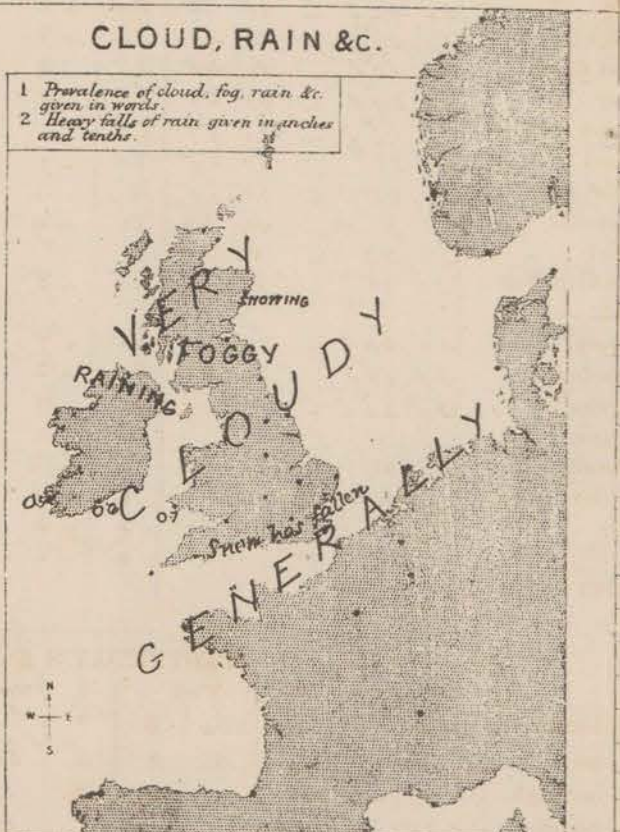 CLOUD, RAIN &c.
1 Prevalence of cloud, fog, rain &c.
given in words.
2 Heavy falls of rain given in inches
and tenths.
VERY
SNOWING
FOGGY
RAINING
CLOUDY
07
Snow has fallen
GENERALLY
N
W E
S